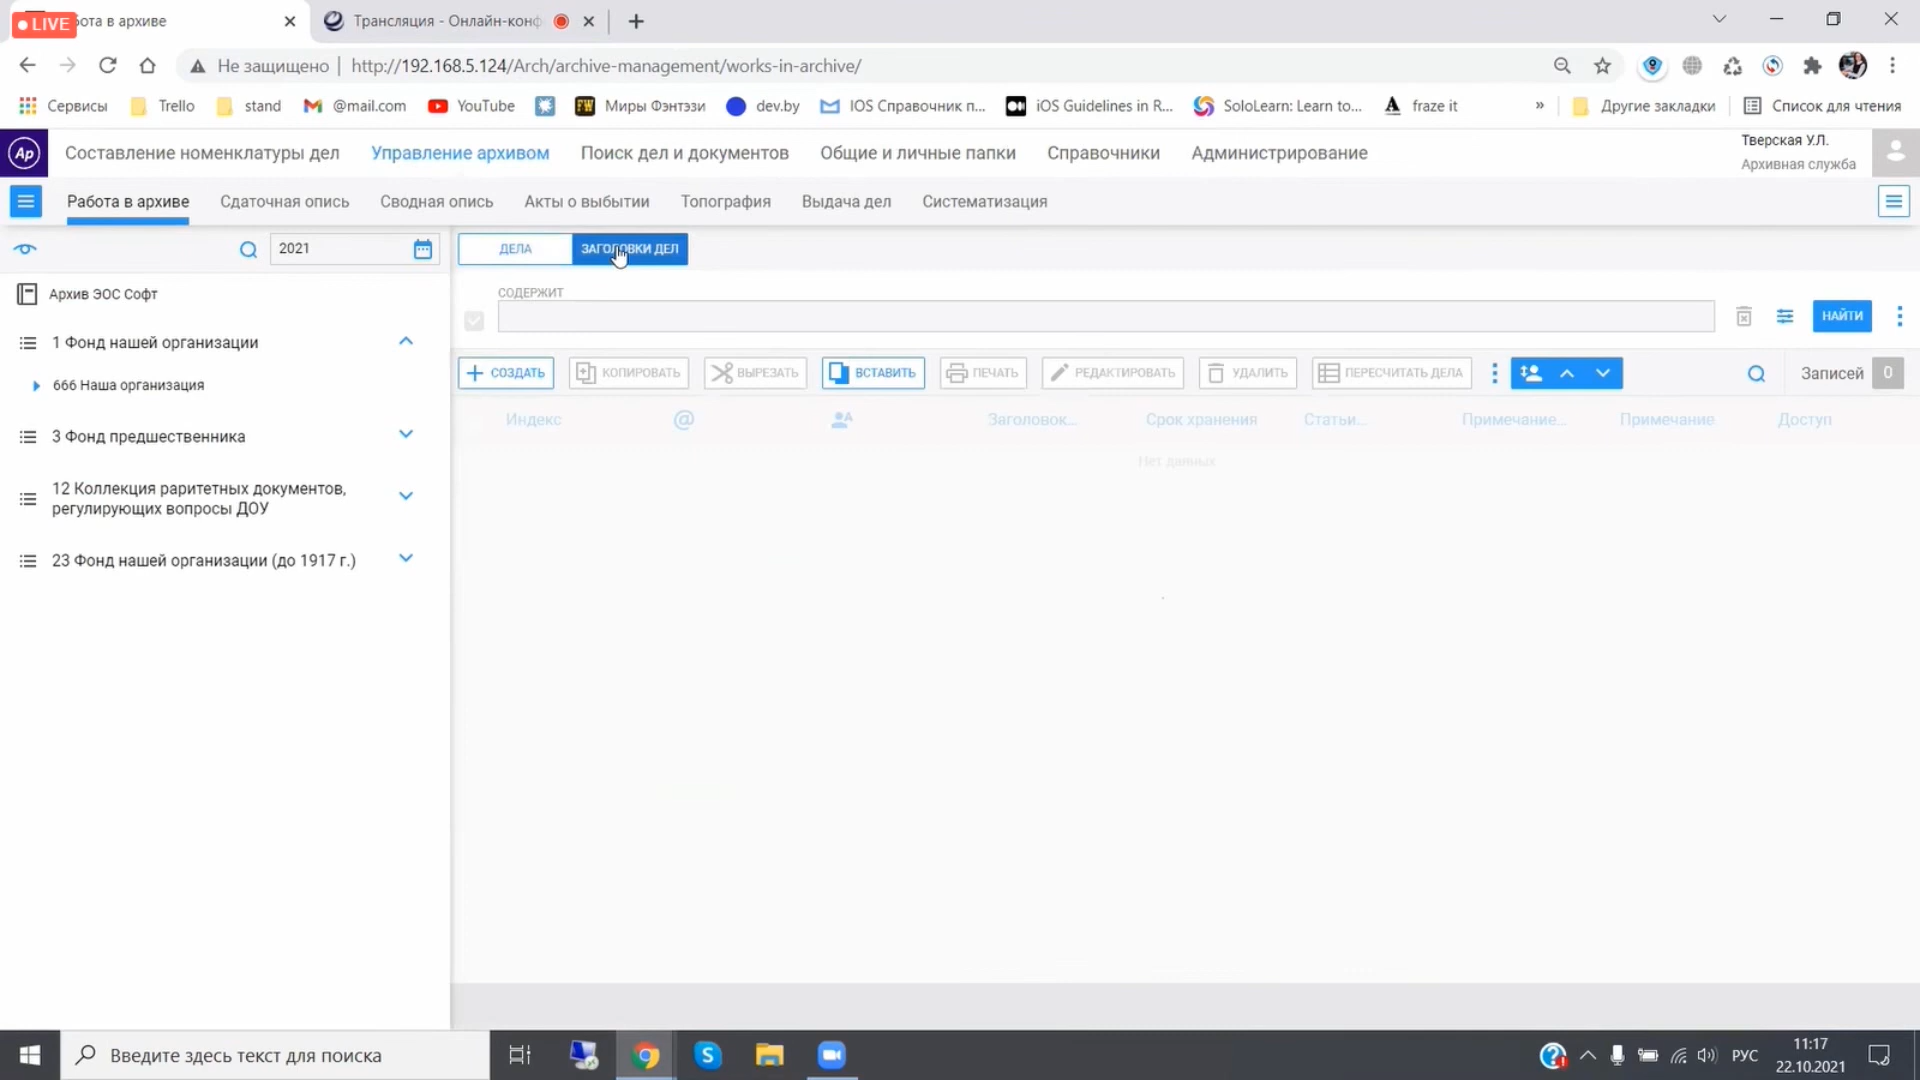 LIVE
бота в архиве
Трансляция - Онлайн-конф
Не защищено
http://192.168.5.124/Arch/archive-management/works-in-archive/
Сервисы
Trello
stand
@mail.com
YouTube
FW
Миры Фэнтэзи
dev.by
IOS Справочник п...
iOS Guidelines in R...
SoloLearn: Learn to...
A
fraze it
»
Другие закладки
Список для чтения
Ap
Составление номенклатуры дел
Управление архивом
Поиск дел и документов
Общие и личные папки
Справочники
Администрирование
Тверская У.Л.
Архивная служба
Работа в архиве
Сдаточная опись
Сводная опись
Акты о выбытии
Топография
Выдача дел
Систематизация
2021
ДЕЛА
ЗАГОЛОВКИ ДЕЛ
Архив ЭОС Софт
1 Фонд нашей организации
666 Наша организация
3 Фонд предшественника
12 Коллекция раритетных документов,
регулирующих вопросы ДОУ
23 Фонд нашей организации (до 1917 г.)
СОДЕРЖИТ
НАЙТИ
СОЗДАТЬ
КОПИРОВАТЬ
ВЫРЕЗАТЬ
ВСТАВИТЬ
ПЕЧАТЬ
РЕДАКТИРОВАТЬ
УДАЛИТЬ
ПЕРЕСЧИТАТЬ ДЕЛА
Записей
0
Индекс
@
Заголовок...
Срок хранения
Статьи...
Примечание...
Примечание
Доступ
Нет данных
Введите здесь текст для поиска
РУС
11:17
22.10.2021